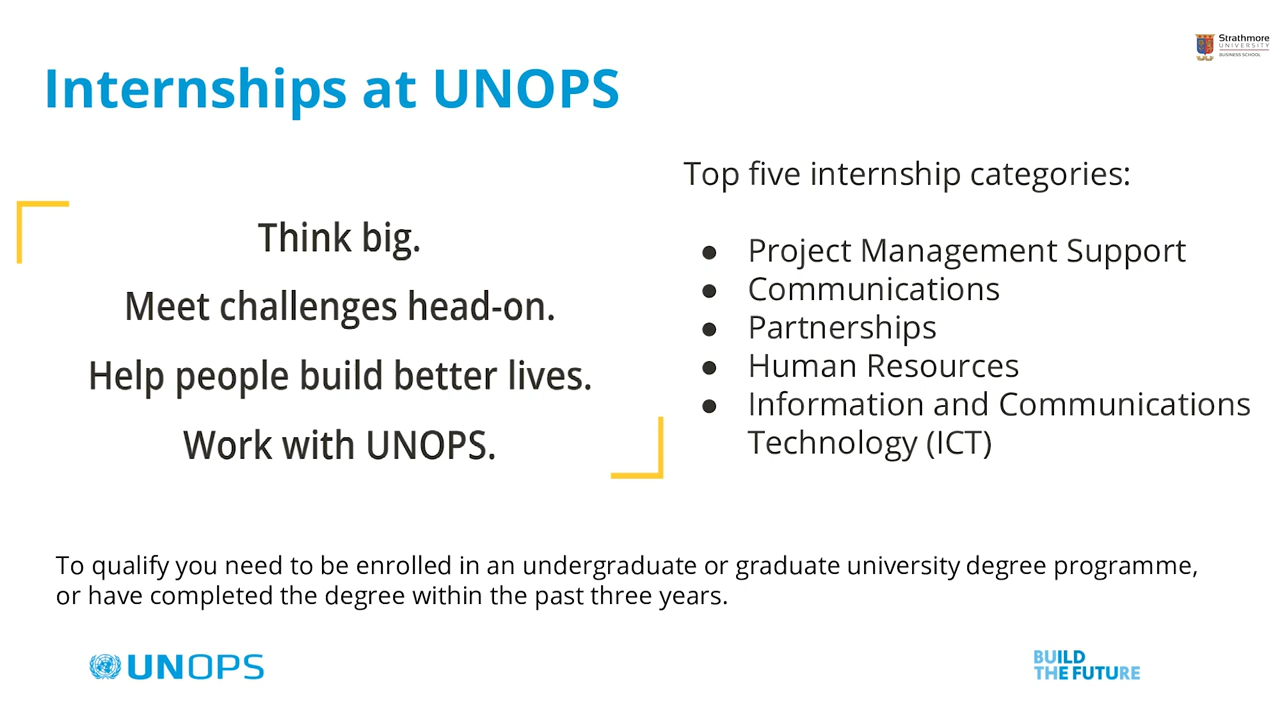 Strathmore
UNIVERSITY
BUSINESS SCHOOL
Internships at UNOPS
Think big.
Meet challenges head-on.
Help people build better lives.
Work with UNOPS.
Top five internship categories:
● Project Management Support
● Communications
● Partnerships
● Human Resources
● Information and Communications
Technology (ICT)
To qualify you need to be enrolled in an undergraduate or graduate university degree programme,
or have completed the degree within the past three years.
UNOPS
BUILD
THE FUTURE